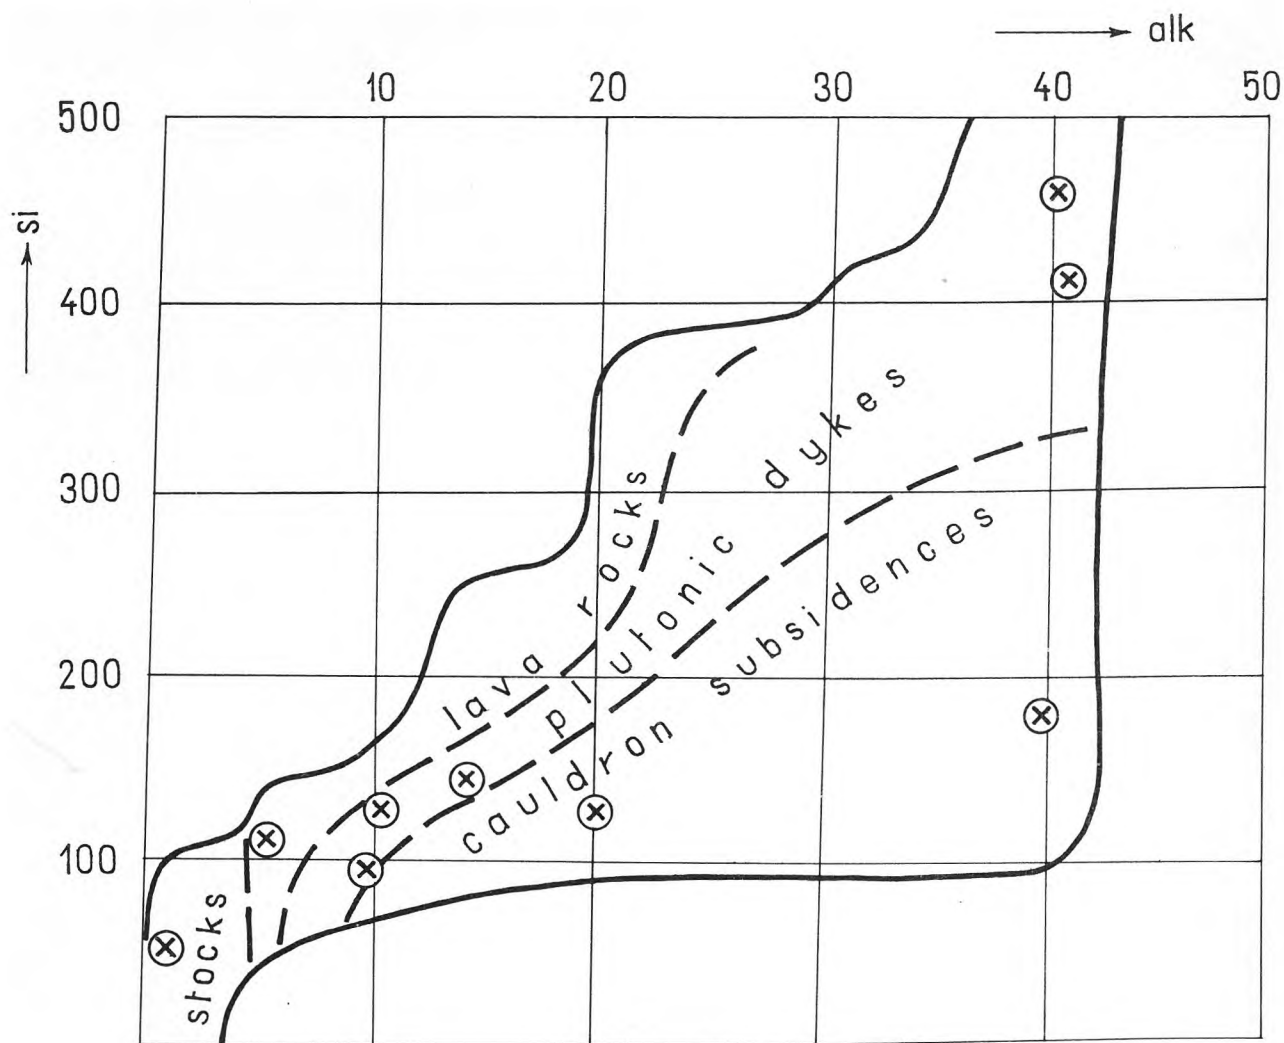 alk
10 20 30 40 50
500
si
400
300
200
100
lava rocks
plutonic dykes
cauldron subsidences
stocks